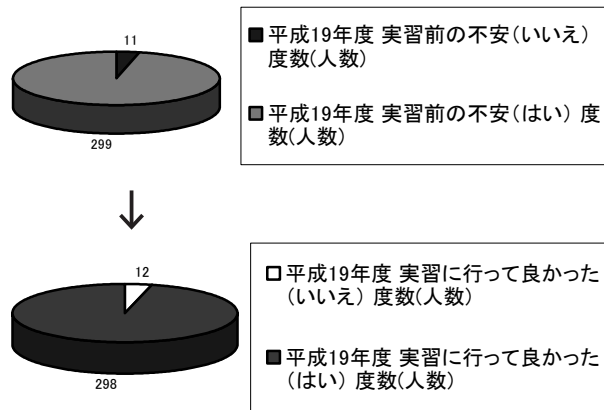 11
299
■平成19年度 実習前の不安(いいえ)
度数(人数)
■平成19年度 実習前の不安(はい) 度
数(人数)
12
298
□平成19年度 実習に行って良かった
(いいえ) 度数(人数)
■平成19年度 実習に行って良かった
(はい) 度数(人数)